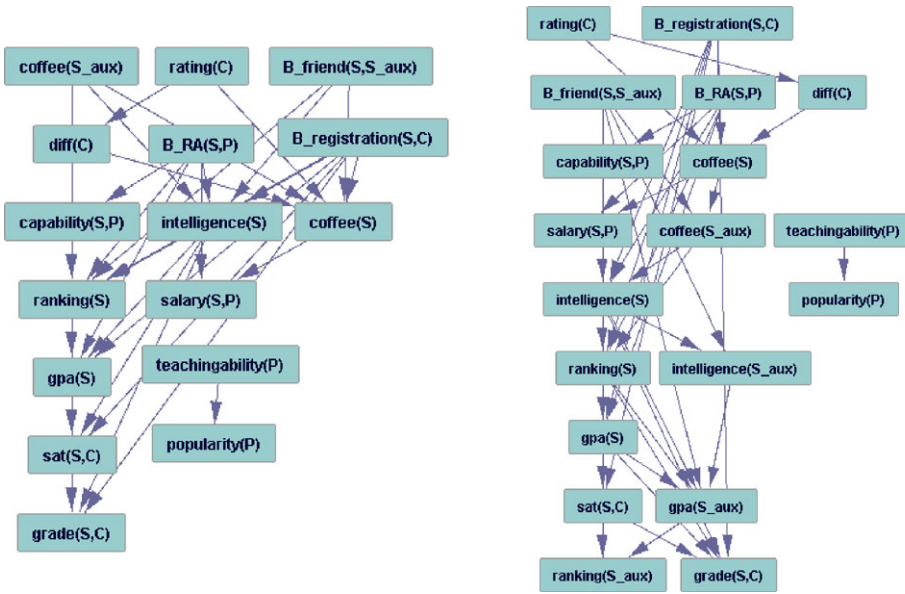 coffee(S_aux)
rating(C)
B_friend(S,S_aux)
diff(C)
B_RA(S,P)
B_registration(S,C)
capability(S,P)
intelligence(S)
coffee(S)
ranking(S)
salary(S,P)
gpa(S)
teachingability(P)
sat(S,C)
popularity(P)
grade(S,C)
rating(C)
B_registration(S,C)
B_friend(S,S_aux)
B_RA(S,P)
diff(C)
capability(S,P)
coffee(S)
salary(S,P)
coffee(S_aux)
teachingability(P)
intelligence(S)
popularity(P)
ranking(S)
intelligence(S_aux)
gpa(S)
sat(S,C)
gpa(S_aux)
ranking(S_aux)
grade(S,C)